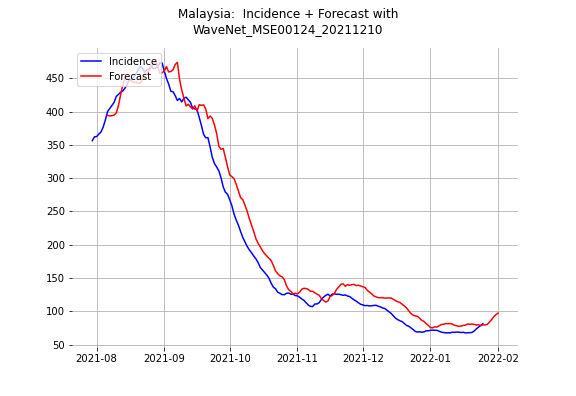 Malaysia:  Incidence + Forecast with
WaveNet_MSE00124_20211210
Incidence
Forecast
450
400
350
300
250
200
150
100
50
2021-08 2021-09 2021-10 2021-11 2021-12 2022-01 2022-02